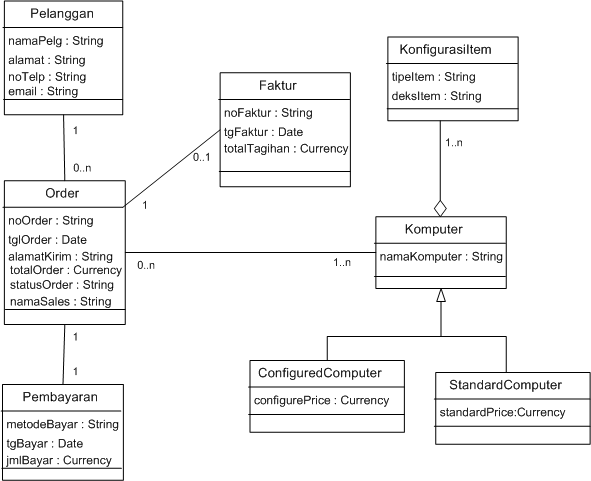 Pelanggan
namaPelg : String
alamat : String
noTelp : String
email : String
KonfigurasiItem
tipeItem : String
deksItem : String
Faktur
noFaktur : String
tgFaktur : Date
totalTagihan : Currency
1
0..n
0..1
1
1..n
Order
noOrder : String
tglOrder : Date
alamatKirim : String
totalOrder : Currency
statusOrder : String
namaSales : String
0..n
1..n
Komputer
namaKomputer : String
1
1
ConfiguredComputer
configurePrice : Currency
StandardComputer
standardPrice:Currency
Pembayaran
metodeBayar : String
tgBayar : Date
jmlBayar : Currency